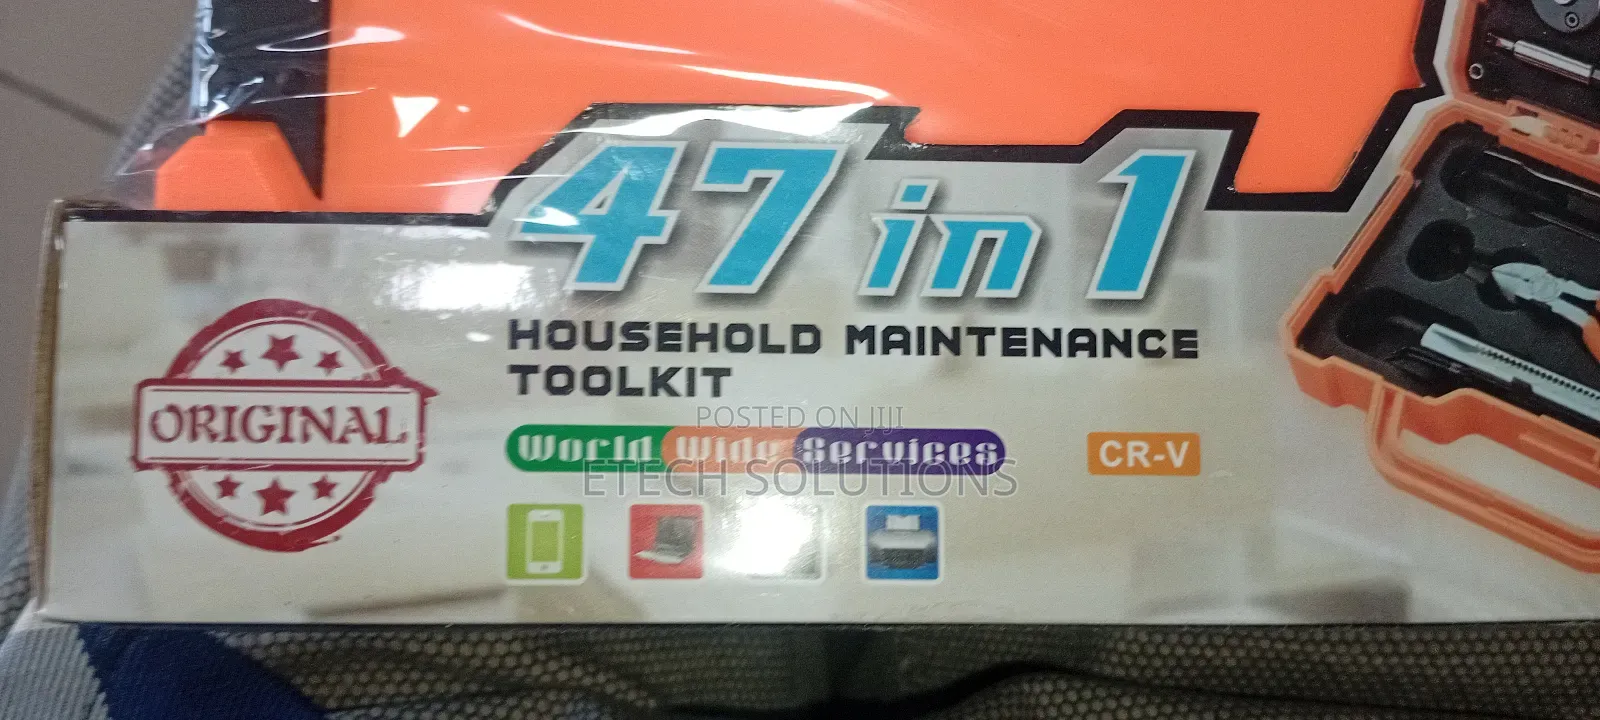 47 in 1
HOUSEHOLD MAINTENANCE
TOOLKIT
ORIGINAL
POSTED ON JIJI
World Wide Services
ETECH SOLUTIONS
CR-V